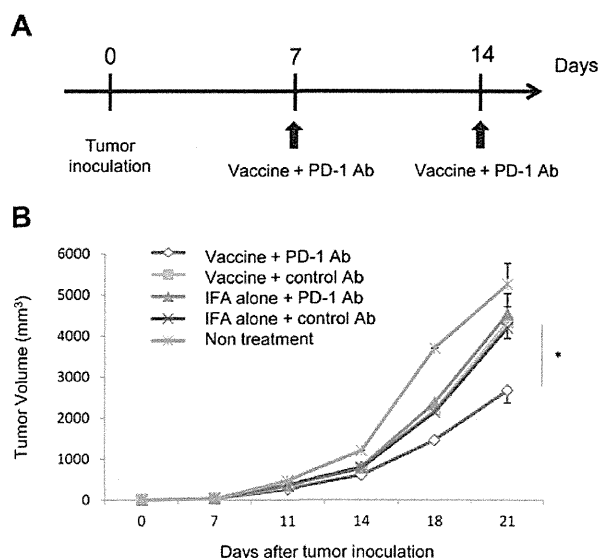 A
0 7 14 Days
Tumor
inoculation
Vaccine + PD-1 Ab Vaccine + PD-1 Ab
B
Tumor Volume (mm³)
6000
5000
4000
3000
2000
1000
0
Vaccine + PD-1 Ab
Vaccine + control Ab
IFA alone + PD-1 Ab
IFA alone + control Ab
Non treatment
*
0 7 11 14 18 21
Days after tumor inoculation